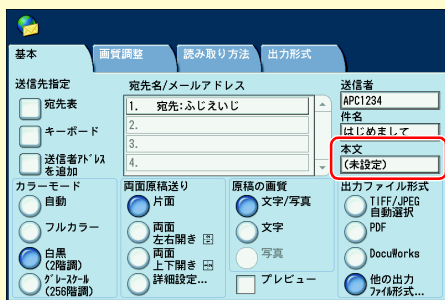 基本
画質調整
読み取り方法
出力形式
送信先指定
宛先表
キーボード
送信者アドレス
を追加
宛先名/メールアドレス
1. 宛先:ふじえいじ
2.
3.
4.
送信者
APC1234
件名
はじめまして
本文
(未設定)
カラーモード
自動
フルカラー
白黒
(2階調)
グレースケール
(256階調)
両面原稿送り
片面
両面
左右開き
両面
上下開き
詳細設定...
原稿の画質
文字/写真
文字
写真
プレビュー
出力ファイル形式
TIFF/JPEG
自動選択
PDF
DocuWorks
他の出力
ファイル形式...